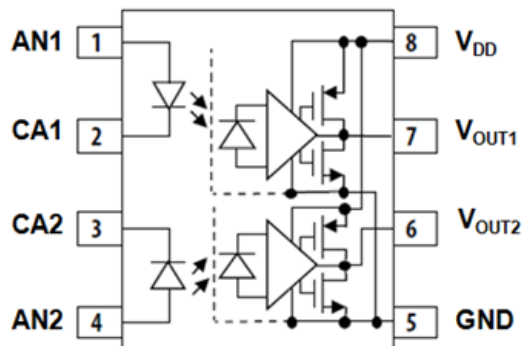 AN1 1 8 VDD
CA1 2 7 VOUT1
CA2 3 6 VOUT2
AN2 4 5 GND